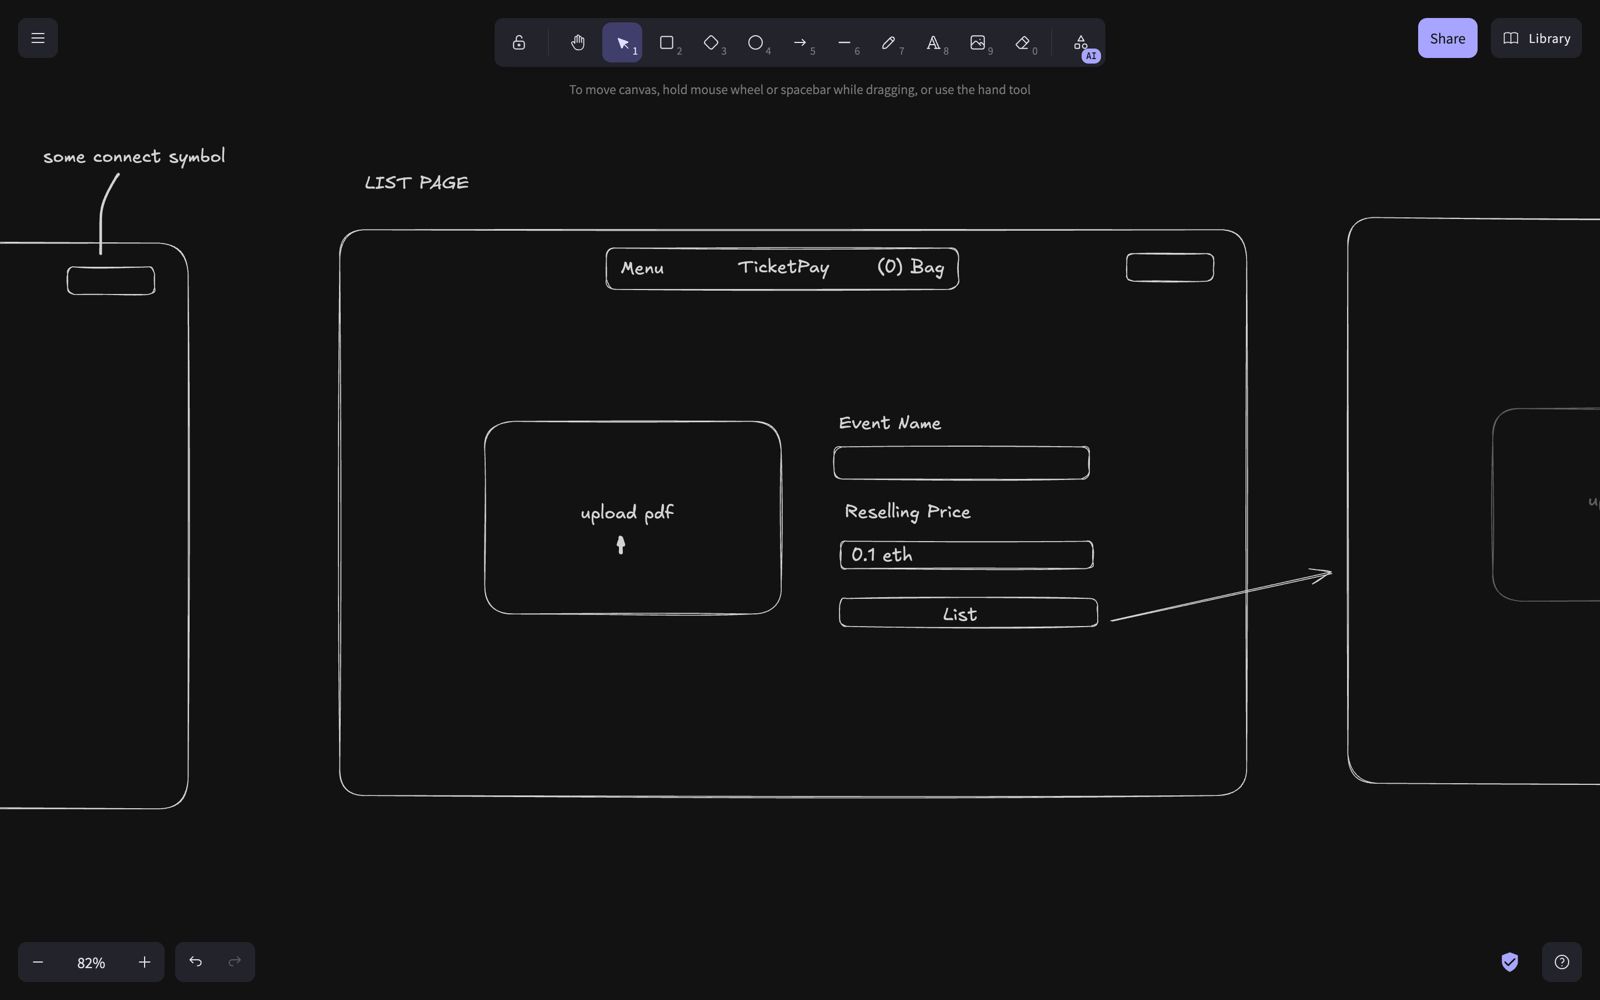 1
2
3
4
5
6
7
8
9
0
AI
Share
Library
To move canvas, hold mouse wheel or spacebar while dragging, or use the hand tool
some connect symbol
LIST PAGE
Menu TicketPay (0) Bag
Event Name
upload pdf
Reselling Price
0.1 eth
List
82%